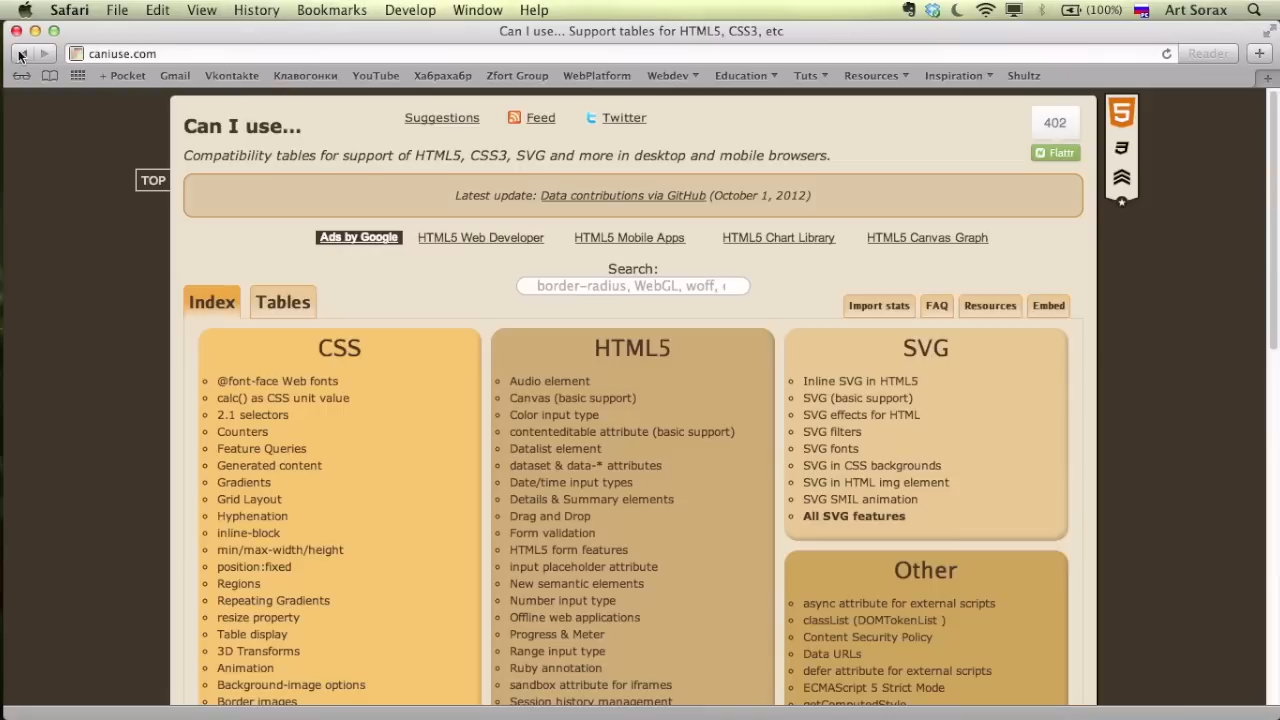 Safari File Edit View History Bookmarks Develop Window Help (100%) Art Sorax
Can I use... Support tables for HTML5, CSS3, etc
caniuse.com Reader
+ Pocket Gmail Vkontakte Клавогонки YouTube Хабрахабр Zfort Group WebPlatform Webdev Education Tuts Resources Inspiration Shultz
Can I use... Suggestions Feed Twitter 402
Compatibility tables for support of HTML5, CSS3, SVG and more in desktop and mobile browsers. Flattr
TOP
Latest update: Data contributions via GitHub (October 1, 2012)
Ads by Google HTML5 Web Developer HTML5 Mobile Apps HTML5 Chart Library HTML5 Canvas Graph
Search:
border-radius, WebGL, woff,
Index Tables Import stats FAQ Resources Embed
CSS
@font-face Web fonts
calc() as CSS unit value
2.1 selectors
Counters
Feature Queries
Generated content
Gradients
Grid Layout
Hyphenation
inline-block
min/max-width/height
position:fixed
Regions
Repeating Gradients
resize property
Table display
3D Transforms
Animation
Background-image options
Border images
HTML5
Audio element
Canvas (basic support)
Color input type
contenteditable attribute (basic support)
Datalist element
dataset & data-* attributes
Date/time input types
Details & Summary elements
Drag and Drop
Form validation
HTML5 form features
input placeholder attribute
New semantic elements
Number input type
Offline web applications
Progress & Meter
Range input type
Ruby annotation
sandbox attribute for iframes
Session history management
SVG
Inline SVG in HTML5
SVG (basic support)
SVG effects for HTML
SVG filters
SVG fonts
SVG in CSS backgrounds
SVG in HTML img element
SVG SMIL animation
All SVG features
Other
async attribute for external scripts
classList (DOMTokenList )
Content Security Policy
Data URLs
defer attribute for external scripts
ECMAScript 5 Strict Mode
getComputedStyle